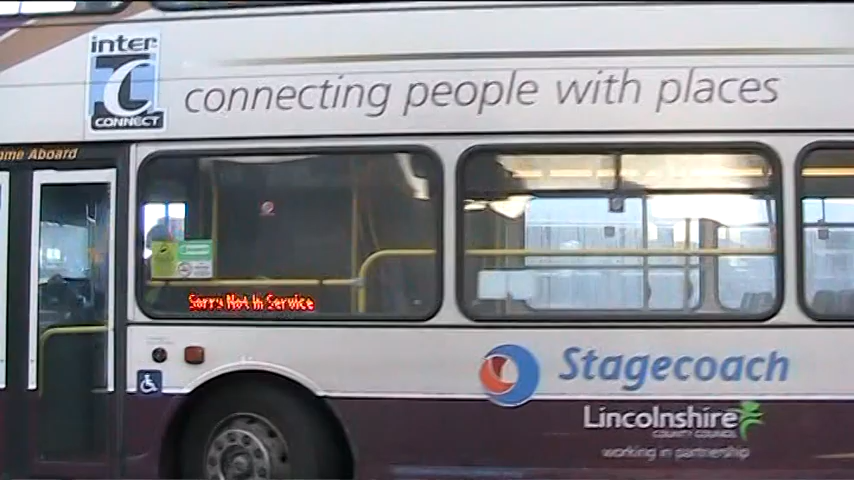 inter
CONNECT
connecting people with places
ome Aboard
Sorry Not In Service
Stagecoach
Lincolnshire
COUNTY COUNCIL
working in partnership